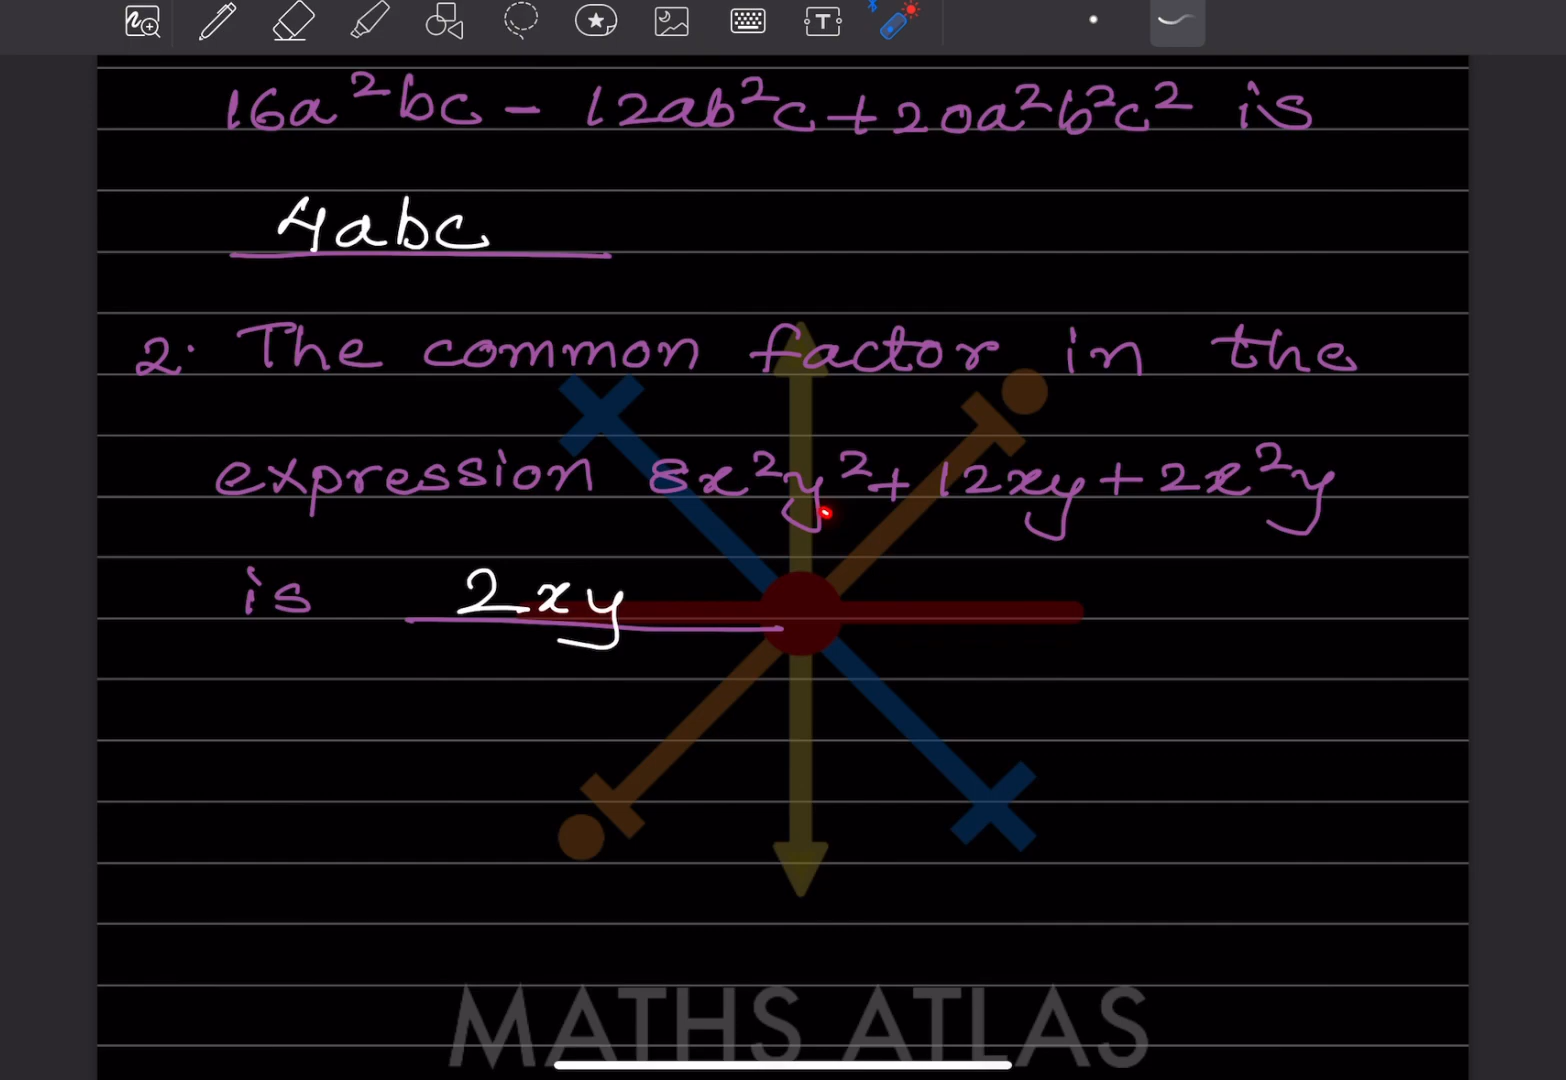 16a²bc - 12ab²c + 20a²b²c² is
4abc
2. The common factor in the
expression 8x²y² + 12xy + 2x²y
is 2xy
MATHS ATLAS